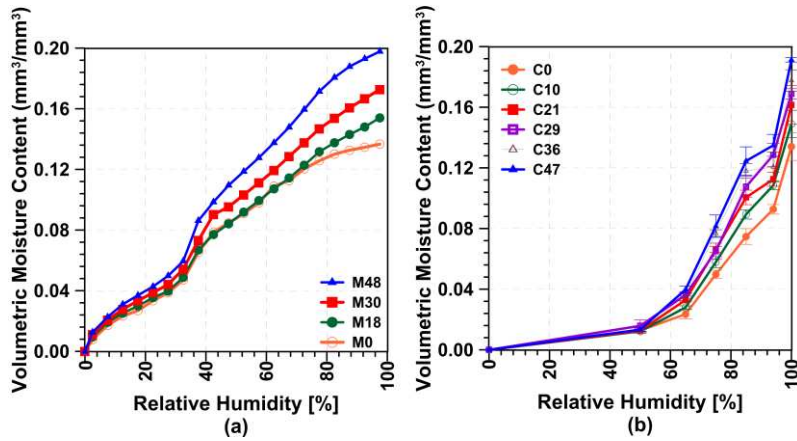 Volumetric Moisture Content (mm³/mm³)
0.20
0.16
0.12
0.08
0.04
0.00
M48
M30
M18
M0
0
20
40
60
80
100
Relative Humidity [%]
(a)
Volumetric Moisture Content (mm³/mm³)
0.20
0.16
0.12
0.08
0.04
0.00
C0
C10
C21
C29
C36
C47
0
20
40
60
80
100
Relative Humidity [%]
(b)